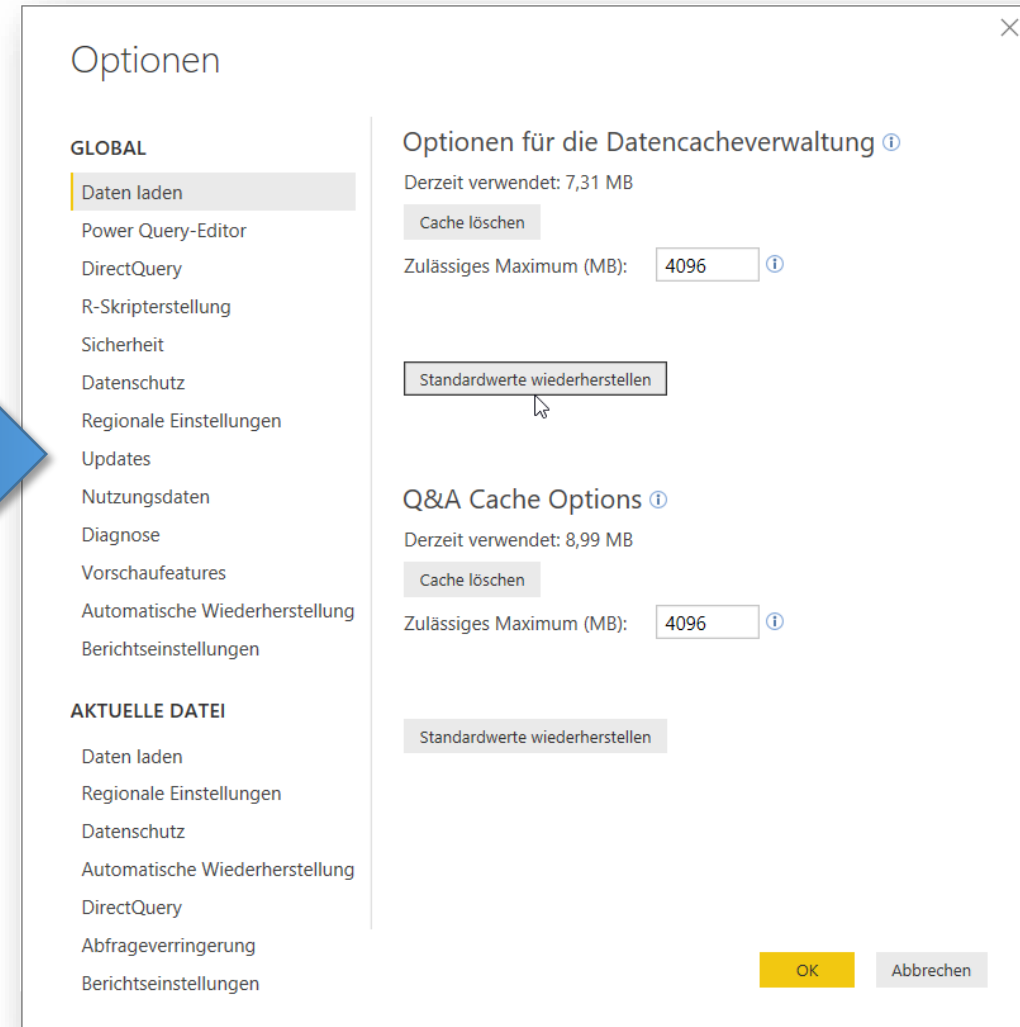 Optionen
GLOBAL
Daten laden
Power Query-Editor
DirectQuery
R-Skripterstellung
Sicherheit
Datenschutz
Regionale Einstellungen
Updates
Nutzungsdaten
Diagnose
Vorschaufeatures
Automatische Wiederherstellung
Berichtseinstellungen
AKTUELLE DATEI
Daten laden
Regionale Einstellungen
Datenschutz
Automatische Wiederherstellung
DirectQuery
Abfrageverringerung
Berichtseinstellungen
Optionen für die Datencacheverwaltung
Derzeit verwendet: 7,31 MB
Cache löschen
Zulässiges Maximum (MB): 4096
Standardwerte wiederherstellen
Q&A Cache Options
Derzeit verwendet: 8,99 MB
Cache löschen
Zulässiges Maximum (MB): 4096
Standardwerte wiederherstellen
OK Abbrechen